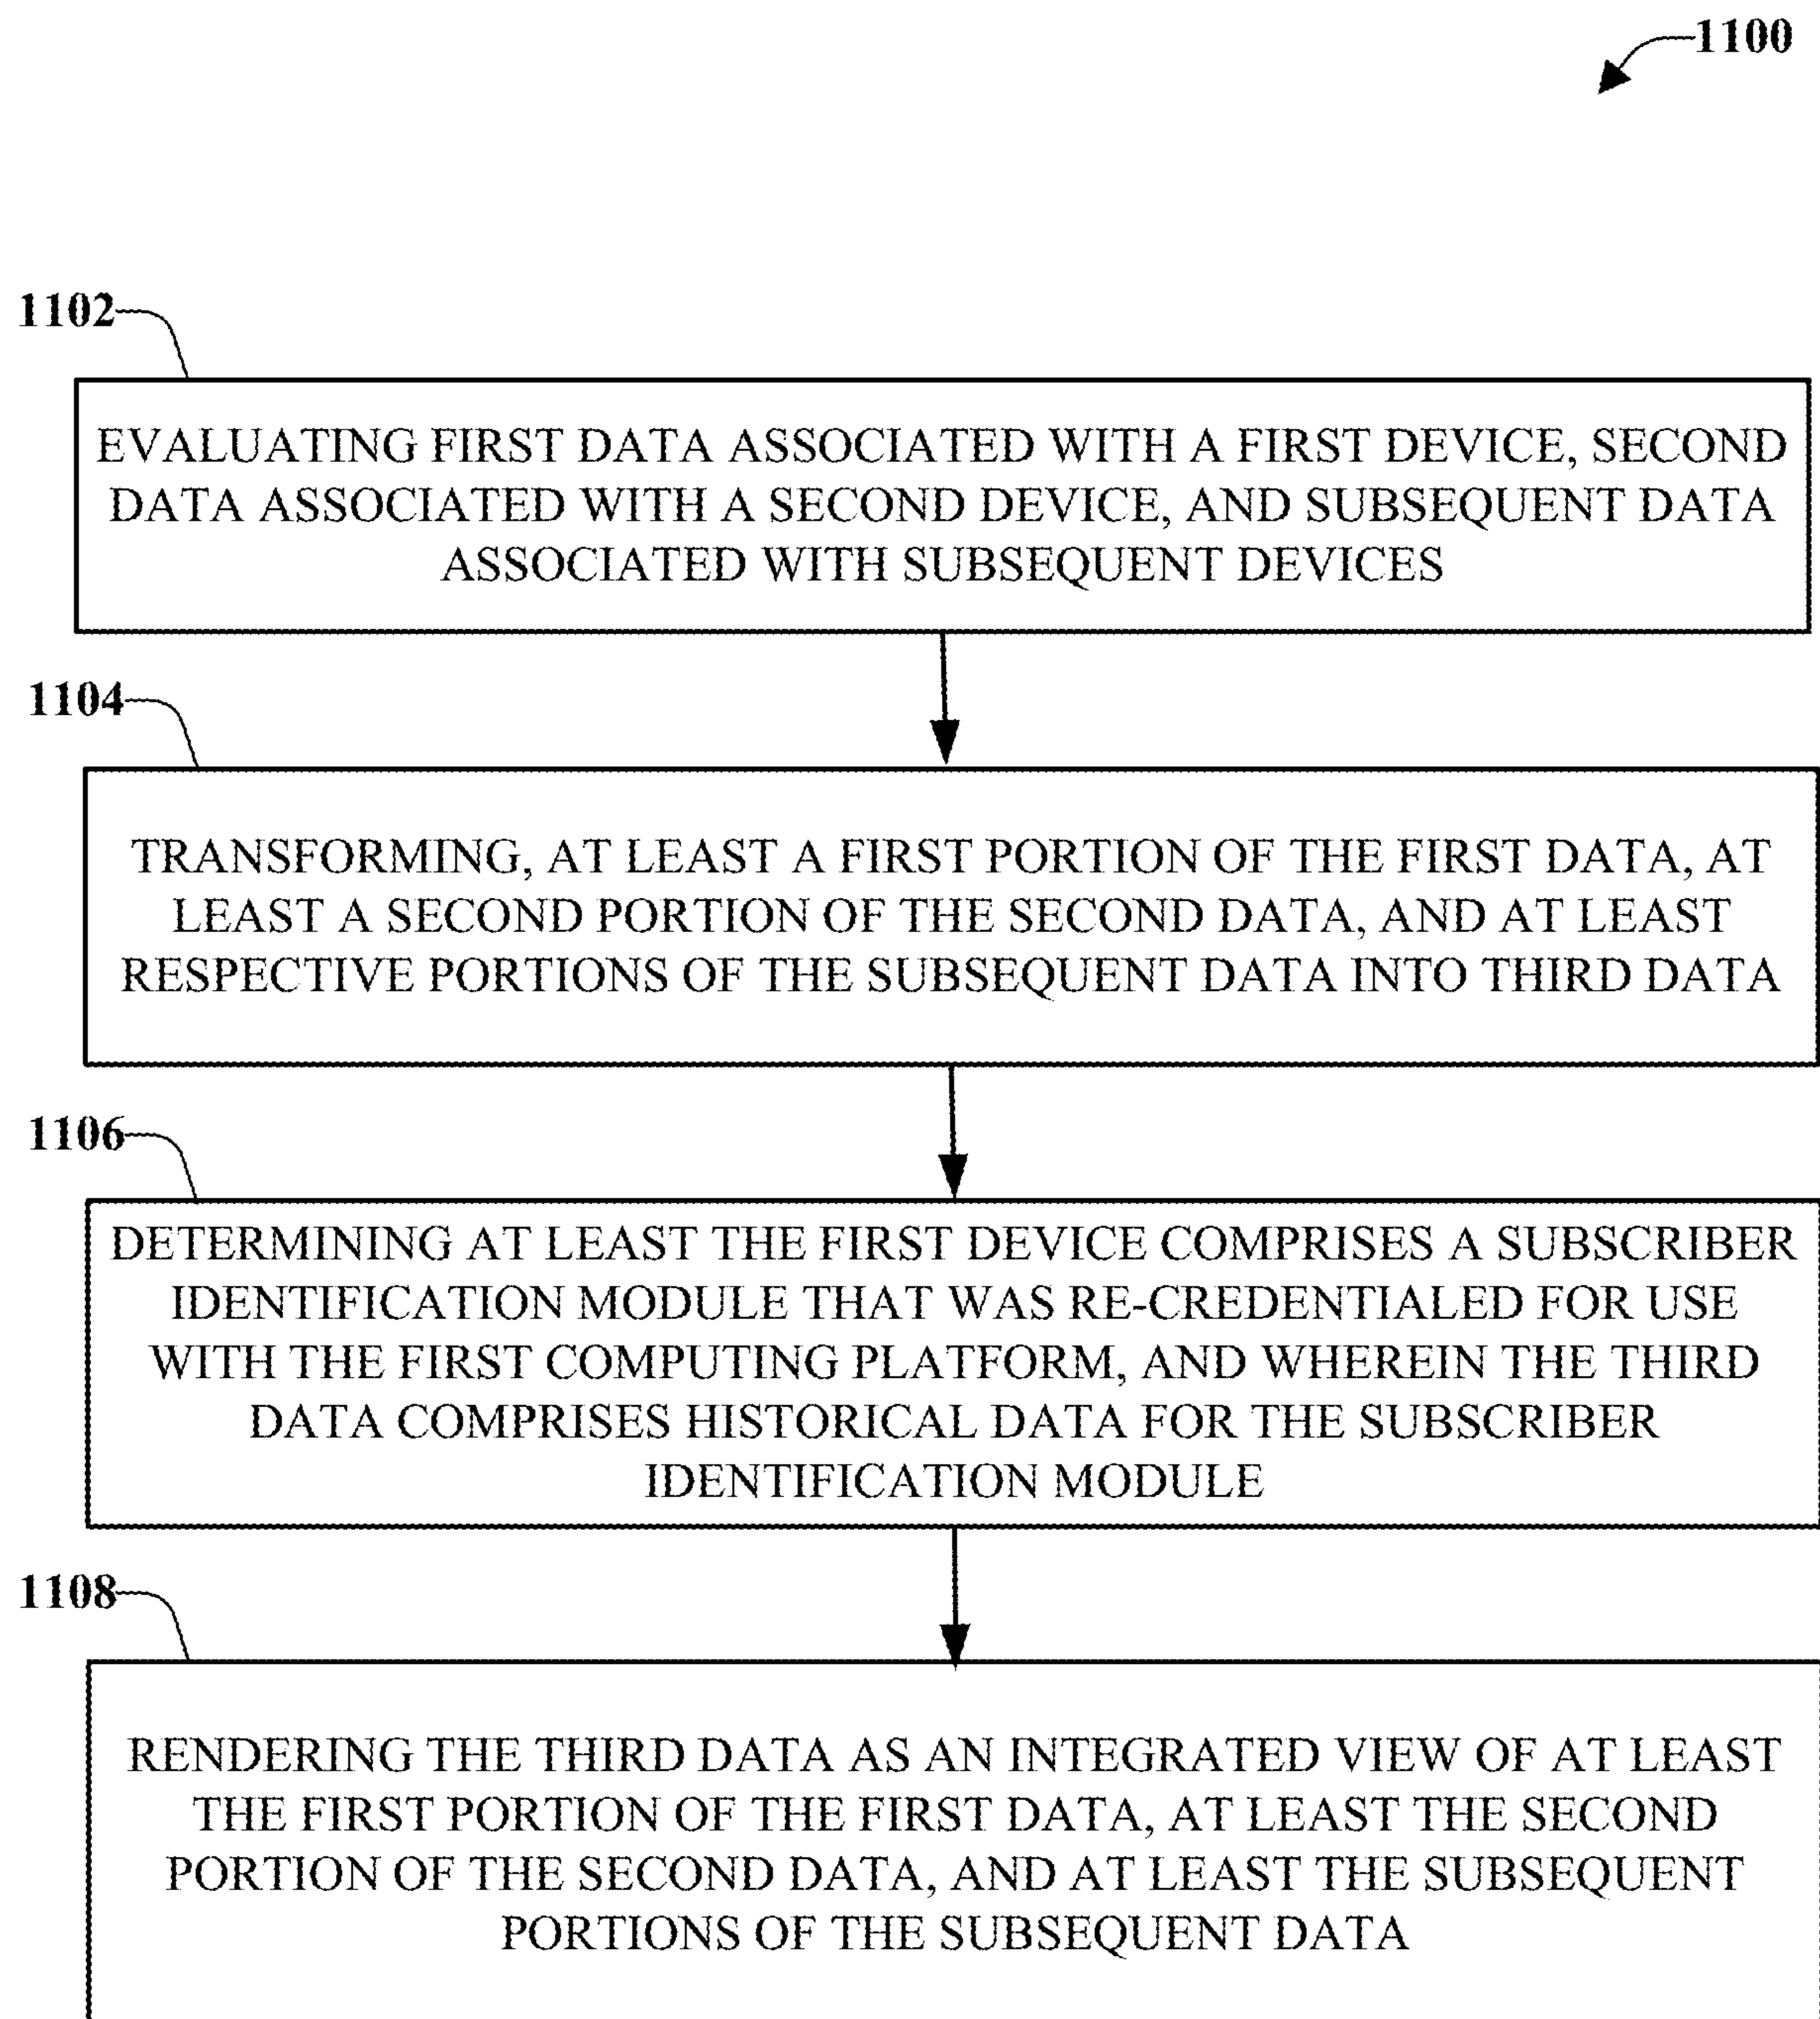 1100
1102
EVALUATING FIRST DATA ASSOCIATED WITH A FIRST DEVICE, SECOND
DATA ASSOCIATED WITH A SECOND DEVICE, AND SUBSEQUENT DATA
ASSOCIATED WITH SUBSEQUENT DEVICES
1104
TRANSFORMING, AT LEAST A FIRST PORTION OF THE FIRST DATA, AT
LEAST A SECOND PORTION OF THE SECOND DATA, AND AT LEAST
RESPECTIVE PORTIONS OF THE SUBSEQUENT DATA INTO THIRD DATA
1106
DETERMINING AT LEAST THE FIRST DEVICE COMPRISES A SUBSCRIBER
IDENTIFICATION MODULE THAT WAS RE-CREDENTIALED FOR USE
WITH THE FIRST COMPUTING PLATFORM, AND WHEREIN THE THIRD
DATA COMPRISES HISTORICAL DATA FOR THE SUBSCRIBER
IDENTIFICATION MODULE
1108
RENDERING THE THIRD DATA AS AN INTEGRATED VIEW OF AT LEAST
THE FIRST PORTION OF THE FIRST DATA, AT LEAST THE SECOND
PORTION OF THE SECOND DATA, AND AT LEAST THE SUBSEQUENT
PORTIONS OF THE SUBSEQUENT DATA